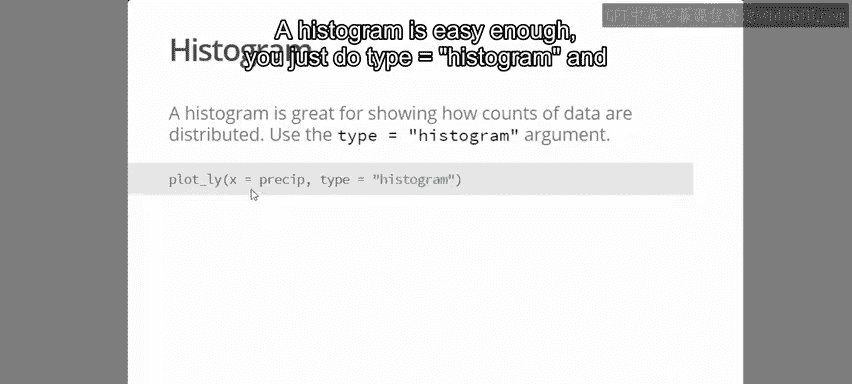 A histogram is easy enough,
you just do type = "histogram" and
Histogram
A histogram is great for showing how counts of data are
distributed. Use the type = "histogram" argument.
plot_ly(x = precip, type = "histogram")